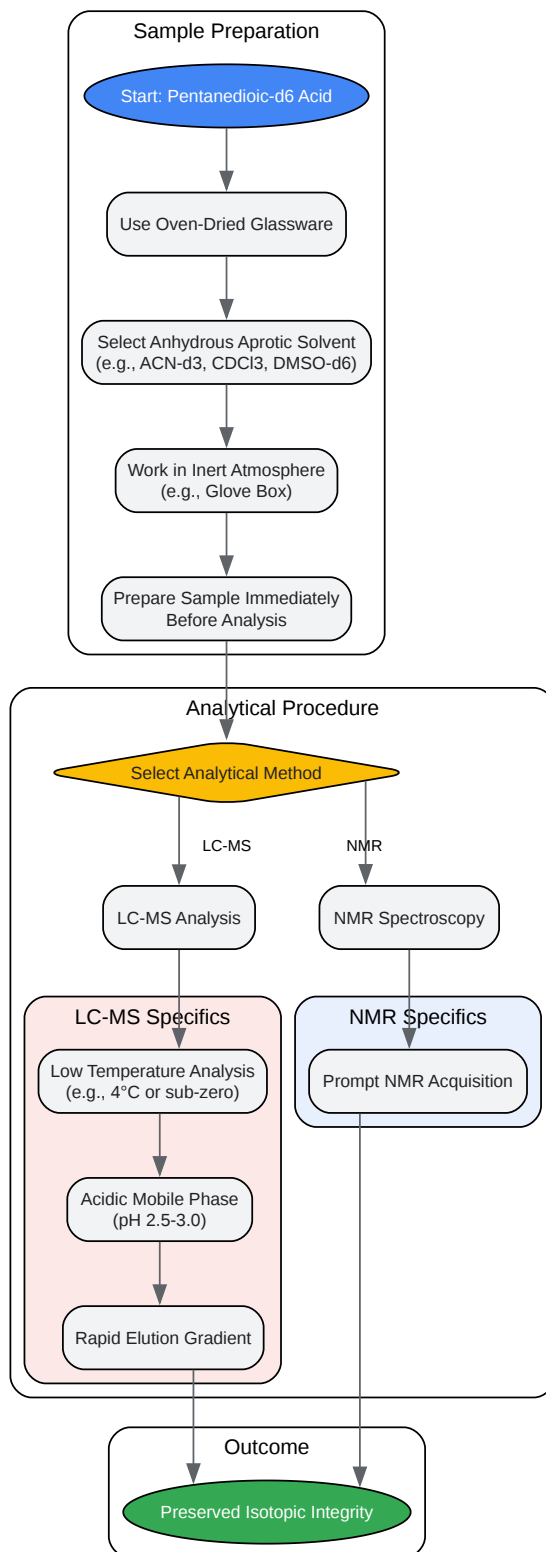 Sample Preparation
Start: Pentanedioic-d6 Acid
Use Oven-Dried Glassware
Select Anhydrous Aprotic Solvent
(e.g., ACN-d3, CDCl3, DMSO-d6)
Work in Inert Atmosphere
(e.g., Glove Box)
Prepare Sample Immediately
Before Analysis
Analytical Procedure
Select Analytical Method
LC-MS
NMR
LC-MS Analysis
NMR Spectroscopy
LC-MS Specifics
NMR Specifics
Low Temperature Analysis
(e.g., 4°C or sub-zero)
Prompt NMR Acquisition
Acidic Mobile Phase
(pH 2.5-3.0)
Rapid Elution Gradient
Outcome
Preserved Isotopic Integrity